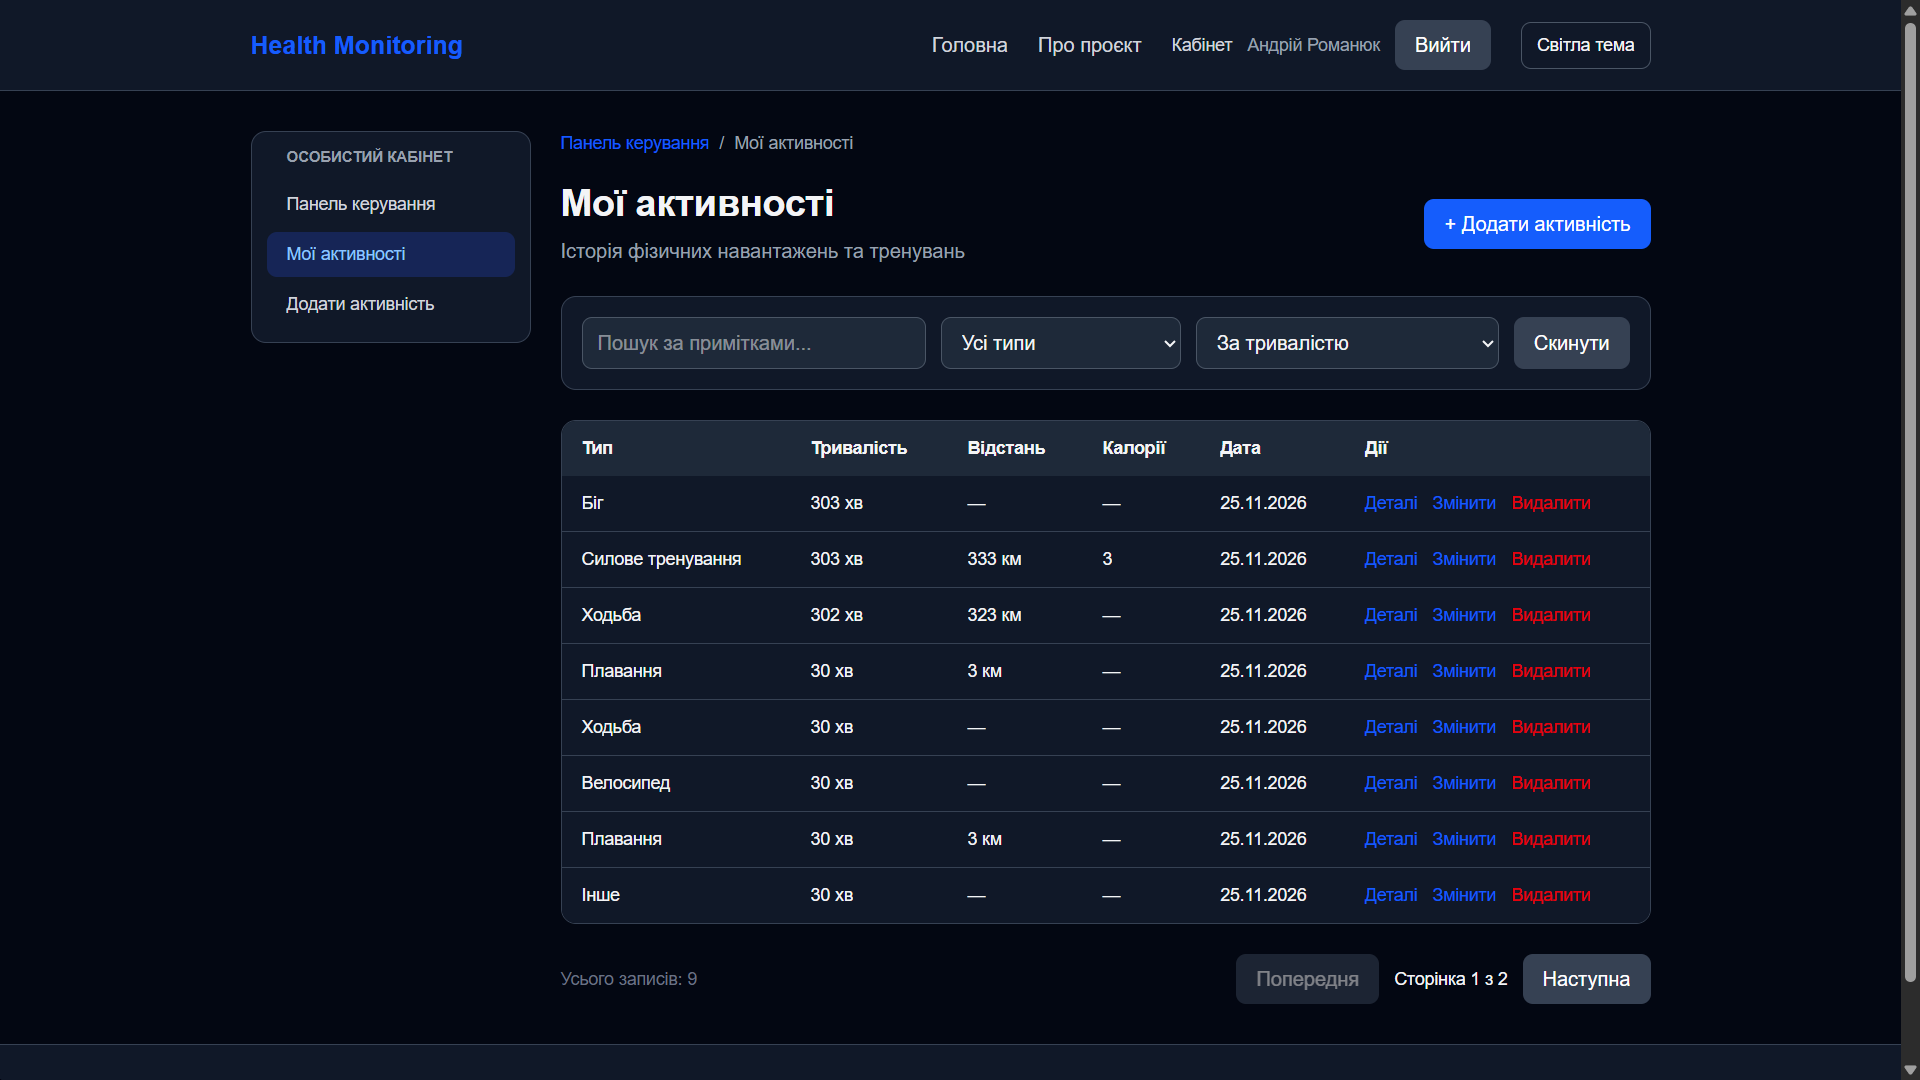 Health Monitoring
Головна Про проєкт Кабінет Андрій Романюк Вийти Світла тема
ОСОБИСТИЙ КАБІНЕТ
Панель керування
Мої активності
Додати активність
Панель керування / Мої активності
Мої активності
Історія фізичних навантажень та тренувань
+ Додати активність
Пошук за примітками... Усі типи За тривалістю Скинути
Тип Тривалість Відстань Калорії Дата Дії
Біг 303 хв — — 25.11.2026 Деталі Змінити Видалити
Силове тренування 303 хв 333 км 3 25.11.2026 Деталі Змінити Видалити
Ходьба 302 хв 323 км — 25.11.2026 Деталі Змінити Видалити
Плавання 30 хв 3 км — 25.11.2026 Деталі Змінити Видалити
Ходьба 30 хв — — 25.11.2026 Деталі Змінити Видалити
Велосипед 30 хв — — 25.11.2026 Деталі Змінити Видалити
Плавання 30 хв 3 км — 25.11.2026 Деталі Змінити Видалити
Інше 30 хв — — 25.11.2026 Деталі Змінити Видалити
Усього записів: 9
Попередня Сторінка 1 з 2 Наступна